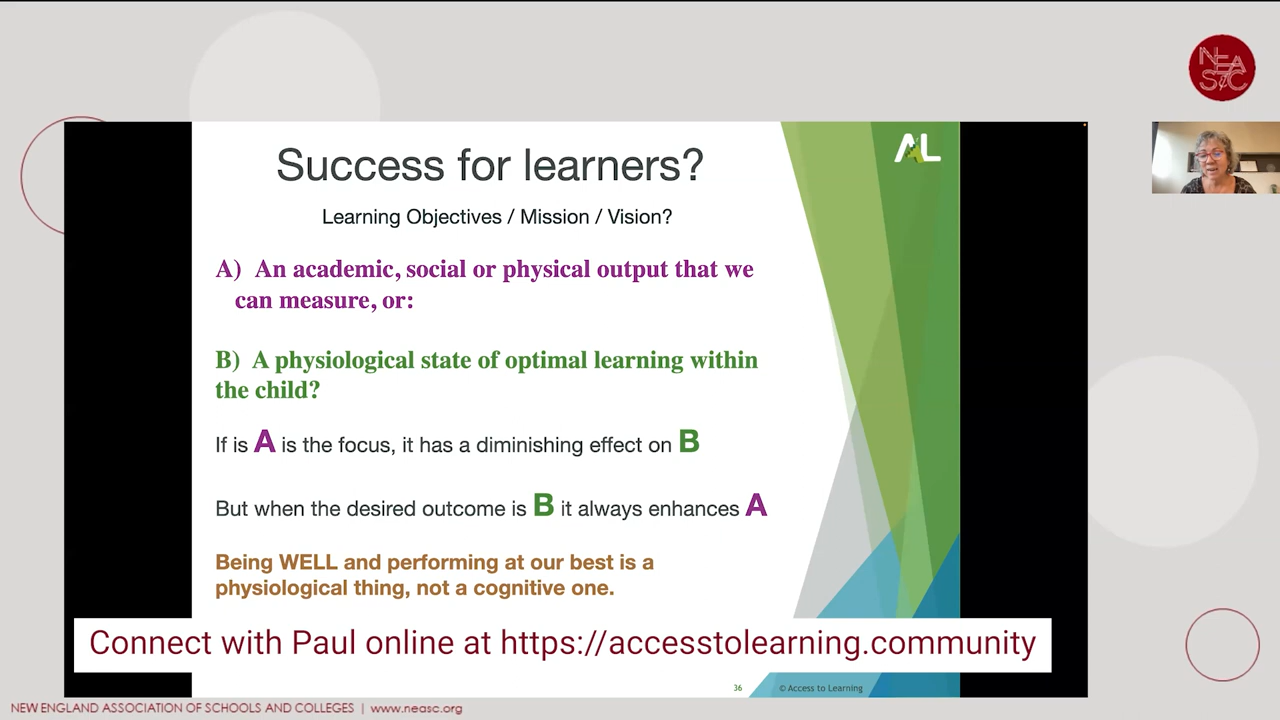 NEA
S&C
AL
Success for learners?
Learning Objectives / Mission / Vision?
A) An academic, social or physical output that we
can measure, or:
B) A physiological state of optimal learning within
the child?
If is A is the focus, it has a diminishing effect on B
But when the desired outcome is B it always enhances A
Being WELL and performing at our best is a
physiological thing, not a cognitive one.
Connect with Paul online at https://accesstolearning.community
36 © Access to Learning
NEW ENGLAND ASSOCIATION OF SCHOOLS AND COLLEGES | www.neasc.org